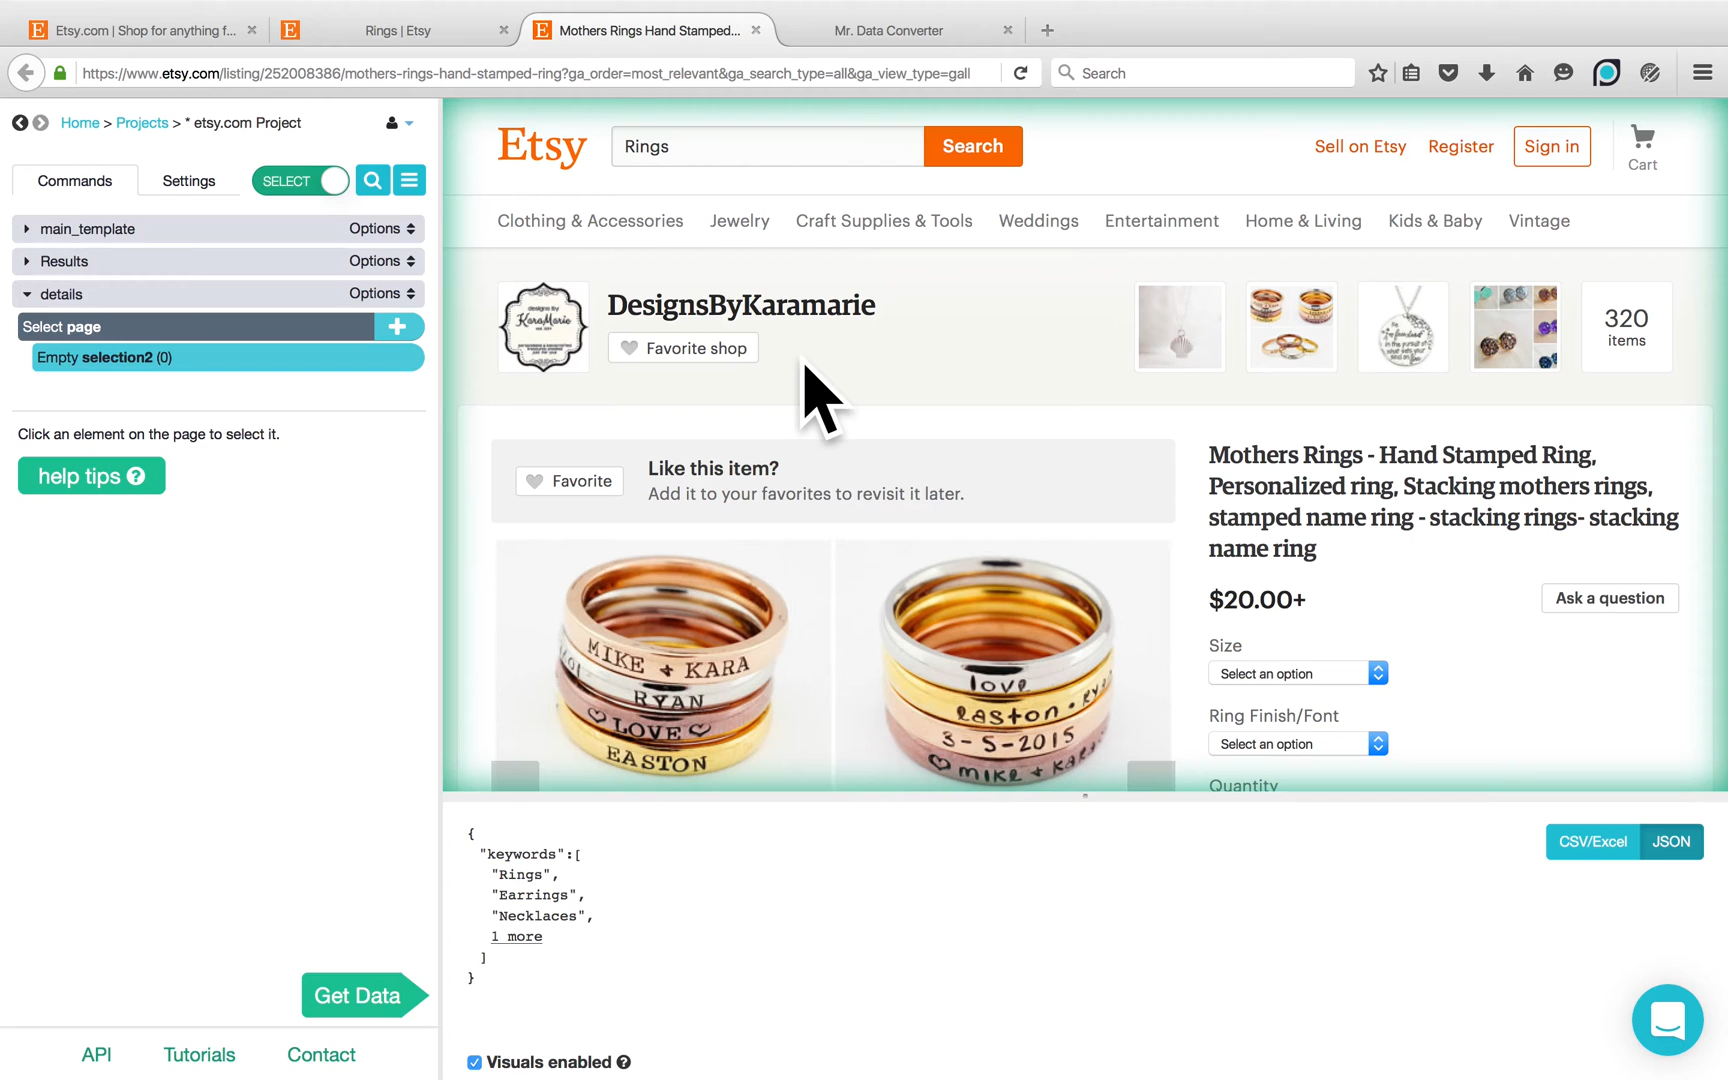 Etsy.com | Shop for anything f...
Rings | Etsy
Mothers Rings Hand Stamped...
Mr. Data Converter
https://www.etsy.com/listing/252008386/mothers-rings-hand-stamped-ring?ga_order=most_relevant&ga_search_type=all&ga_view_type=gall
Search
Home > Projects > * etsy.com Project
Commands
Settings
SELECT
main_template
Options
Results
Options
details
Options
Select page
Empty selection2 (0)
Click an element on the page to select it.
help tips
Get Data
API
Tutorials
Contact
Etsy
Rings
Search
Sell on Etsy
Register
Sign in
Cart
Clothing & Accessories
Jewelry
Craft Supplies & Tools
Weddings
Entertainment
Home & Living
Kids & Baby
Vintage
designs By
KaraMarie
DesignsByKaramarie
Favorite shop
320
items
Favorite
Like this item?
Add it to your favorites to revisit it later.
Mothers Rings - Hand Stamped Ring,
Personalized ring, Stacking mothers rings,
stamped name ring - stacking rings- stacking
name ring
$20.00+
Ask a question
Size
Select an option
Ring Finish/Font
Select an option
Quantity
MIKE + KARA
RYAN
LOVE
EASTON
love
easton
3-5-2015
mike +
{
"keywords":[
"Rings",
"Earrings",
"Necklaces",
1 more
]
}
CSV/Excel
JSON
Visuals enabled